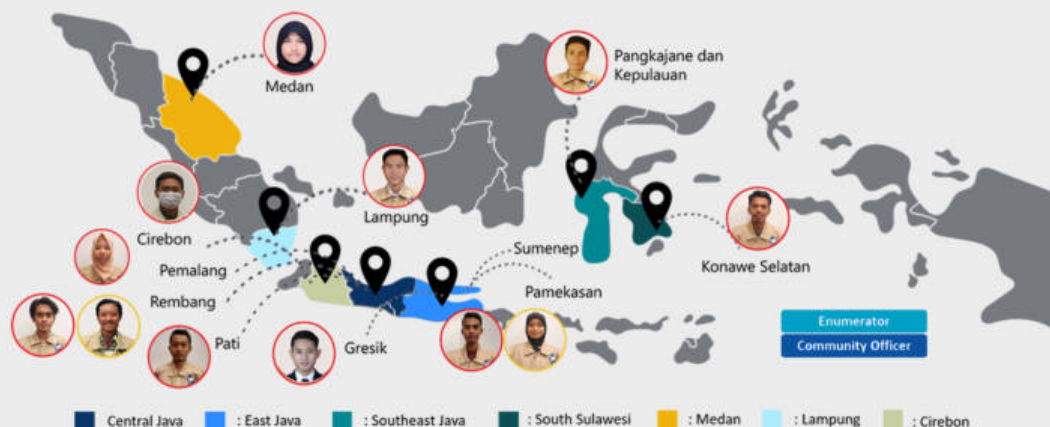 Medan
Pangkajane dan
Kepulauan
Lampung
Cirebon
Pemalang
Rembang
Pati
Gresik
Sumenep
Pamekasan
Konawe Selatan
Enumerator
Community Officer
Central Java
: East Java
: Southeast Java
: South Sulawesi
: Medan
: Lampung
: Cirebon